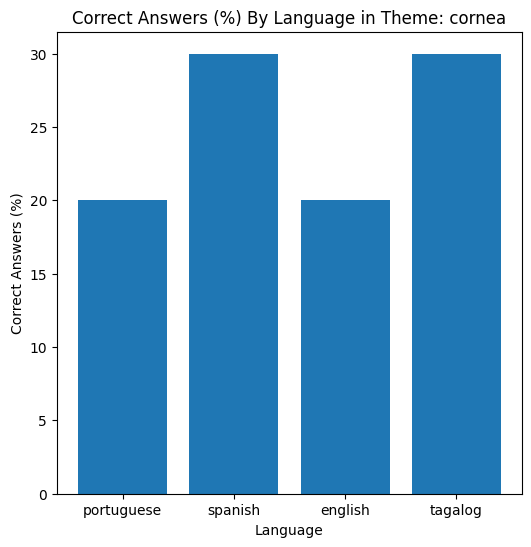 Correct Answers (%) By Language in Theme: cornea
30
25
20
15
10
5
0
Correct Answers (%)
portuguese spanish english tagalog
Language